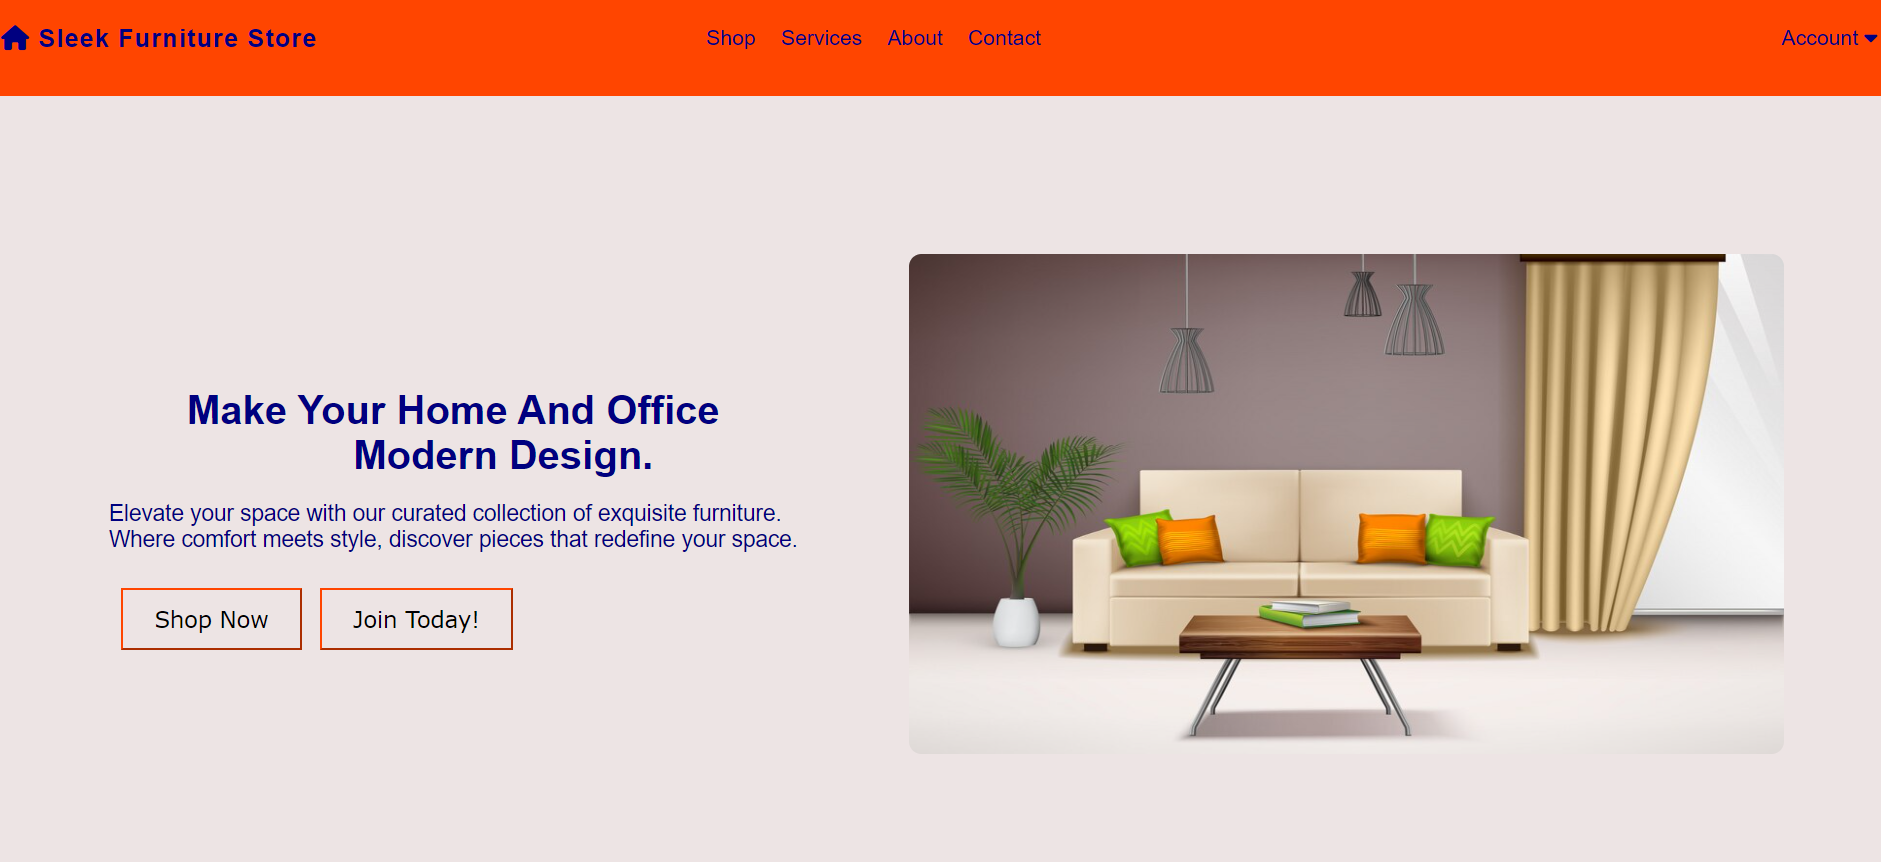 Sleek Furniture Store
Shop Services About Contact
Account
Make Your Home And Office
Modern Design.
Elevate your space with our curated collection of exquisite furniture.
Where comfort meets style, discover pieces that redefine your space.
Shop Now
Join Today!